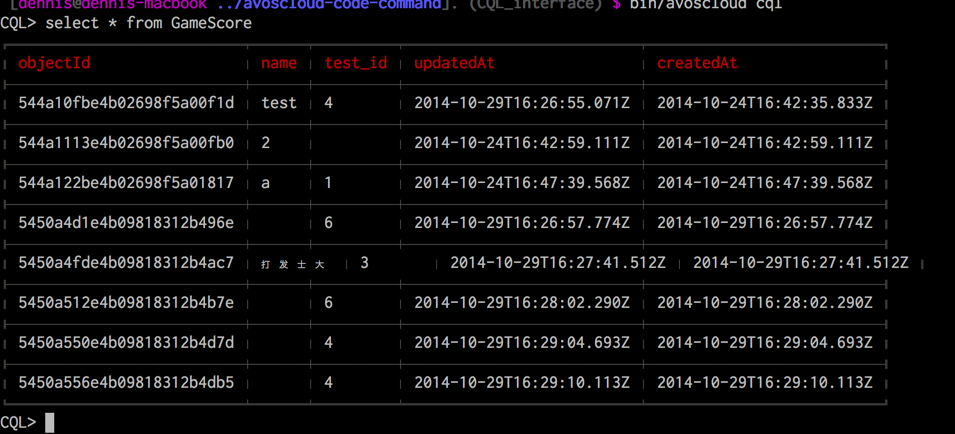 [dennis@dennis-macbook ../avoscloud-code-command]. (CQL_interface) $ bin/avoscloud cql
CQL> select * from GameScore
objectId name test_id updatedAt createdAt
544a10fbe4b02698f5a00f1d test 4 2014-10-29T16:26:55.071Z 2014-10-24T16:42:35.833Z
544a1113e4b02698f5a00fb0 2 2014-10-24T16:42:59.111Z 2014-10-24T16:42:59.111Z
544a122be4b02698f5a01817 a 1 2014-10-24T16:47:39.568Z 2014-10-24T16:47:39.568Z
5450a4d1e4b09818312b496e 6 2014-10-29T16:26:57.774Z 2014-10-29T16:26:57.774Z
5450a4fde4b09818312b4ac7 打发士大 3 2014-10-29T16:27:41.512Z 2014-10-29T16:27:41.512Z
5450a512e4b09818312b4b7e 6 2014-10-29T16:28:02.290Z 2014-10-29T16:28:02.290Z
5450a550e4b09818312b4d7d 4 2014-10-29T16:29:04.693Z 2014-10-29T16:29:04.693Z
5450a556e4b09818312b4db5 4 2014-10-29T16:29:10.113Z 2014-10-29T16:29:10.113Z
CQL>